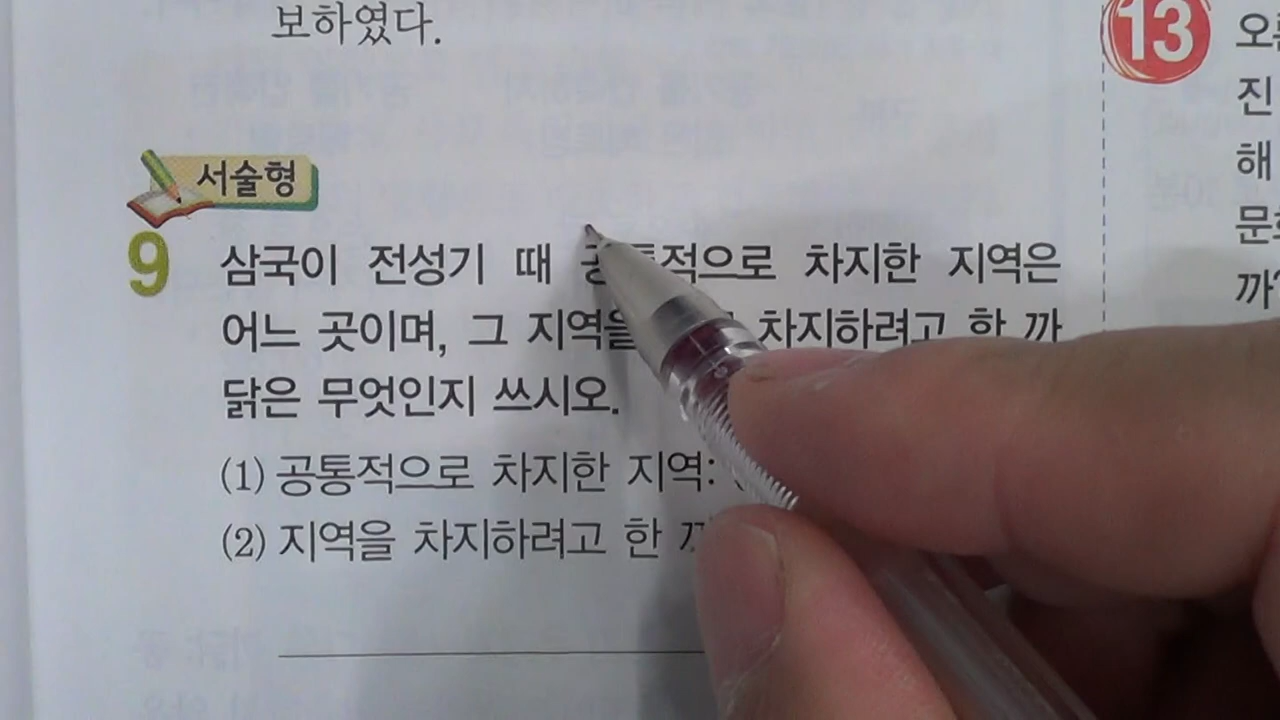 보하였다.
서술형
9 삼국이 전성기 때 공통적으로 차지한 지역은
어느 곳이며, 그 지역을 차지하려고 한 까
닭은 무엇인지 쓰시오.
(1) 공통적으로 차지한 지역:
(2) 지역을 차지하려고 한
13
진
해